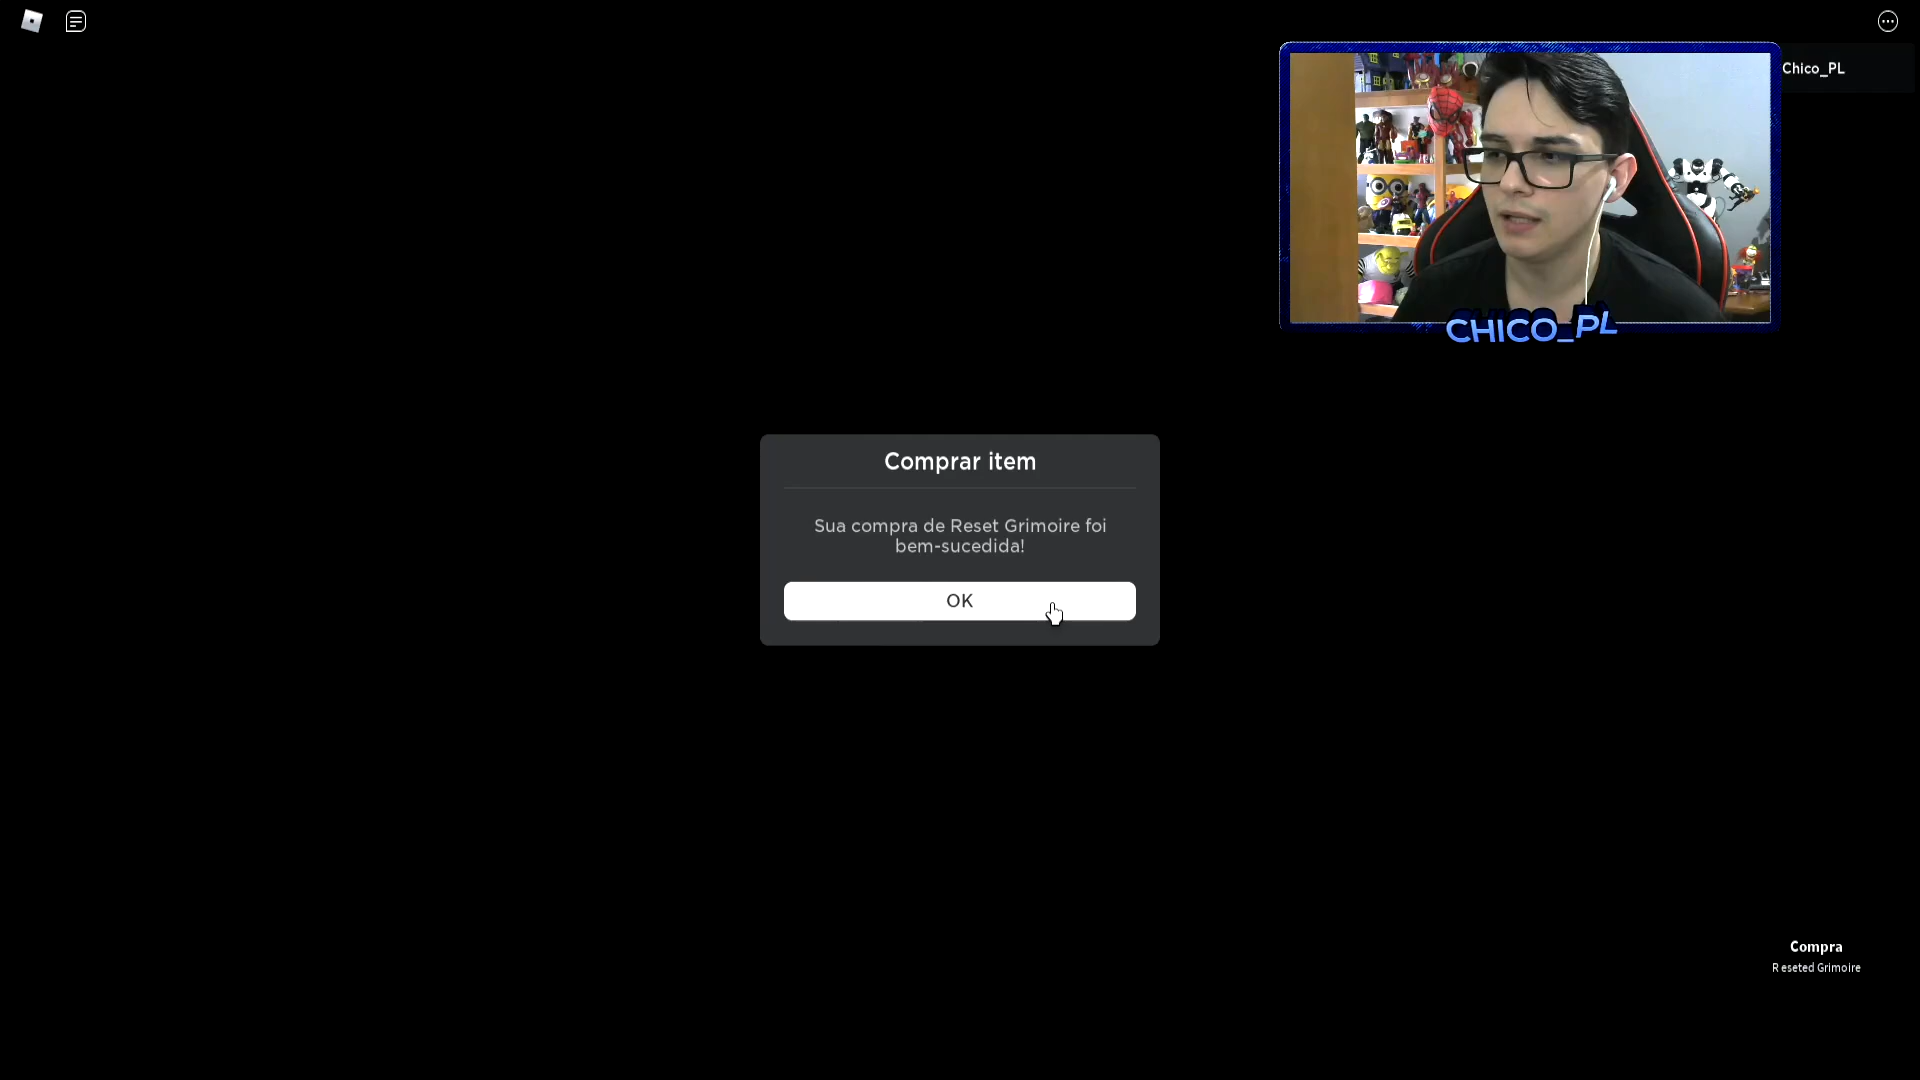 Chico_PL
CHICO_PL
Comprar item
Sua compra de Reset Grimoire foi
bem-sucedida!
OK
Compra
Reseted Grimoire